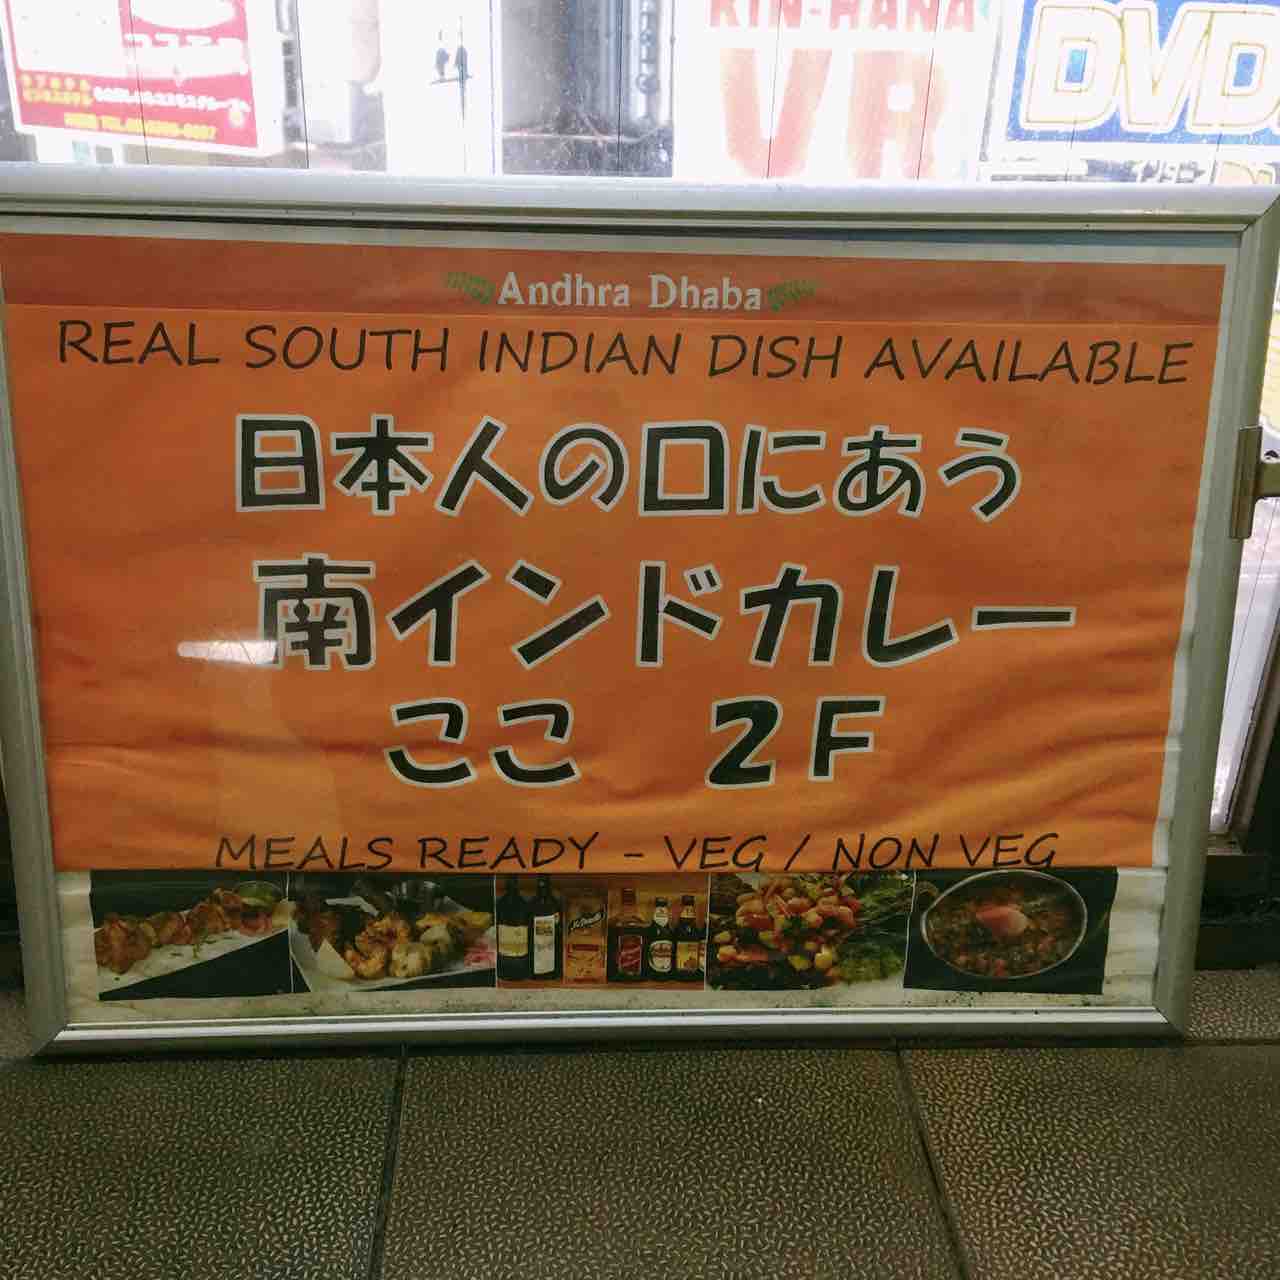 KIN-HANA
VR
DVD
Andhra Dhaba
REAL SOUTH INDIAN DISH AVAILABLE
日本人の口にあう
南インドカレー
ここ 2F
MEALS READY - VEG / NON VEG